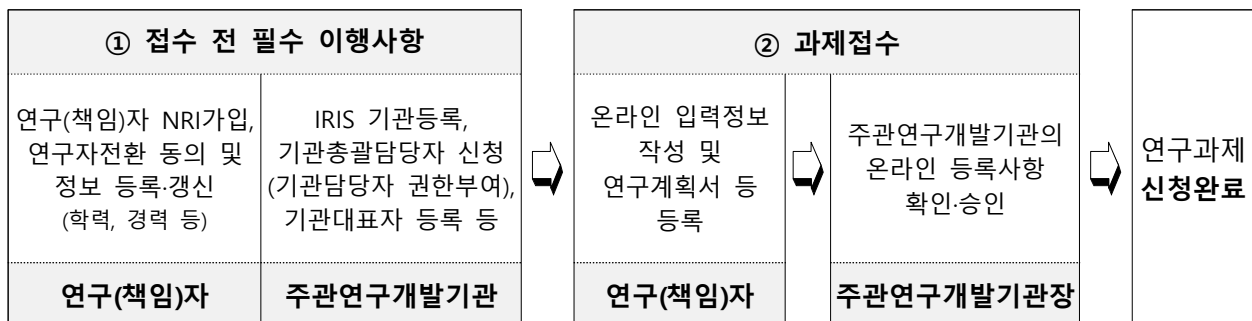 ① 접수 전 필수 이행사항
연구(책임)자 NRI가입,
연구자전환 동의 및
정보 등록·갱신
(학력, 경력 등)
연구(책임)자
IRIS 기관등록,
기관총괄담당자 신청
(기관담당자 권한부여),
기관대표자 등록 등
주관연구개발기관
② 과제접수
온라인 입력정보
작성 및
연구계획서 등
등록
연구(책임)자
주관연구개발기관의
온라인 등록사항
확인·승인
주관연구개발기관장
연구과제
신청완료